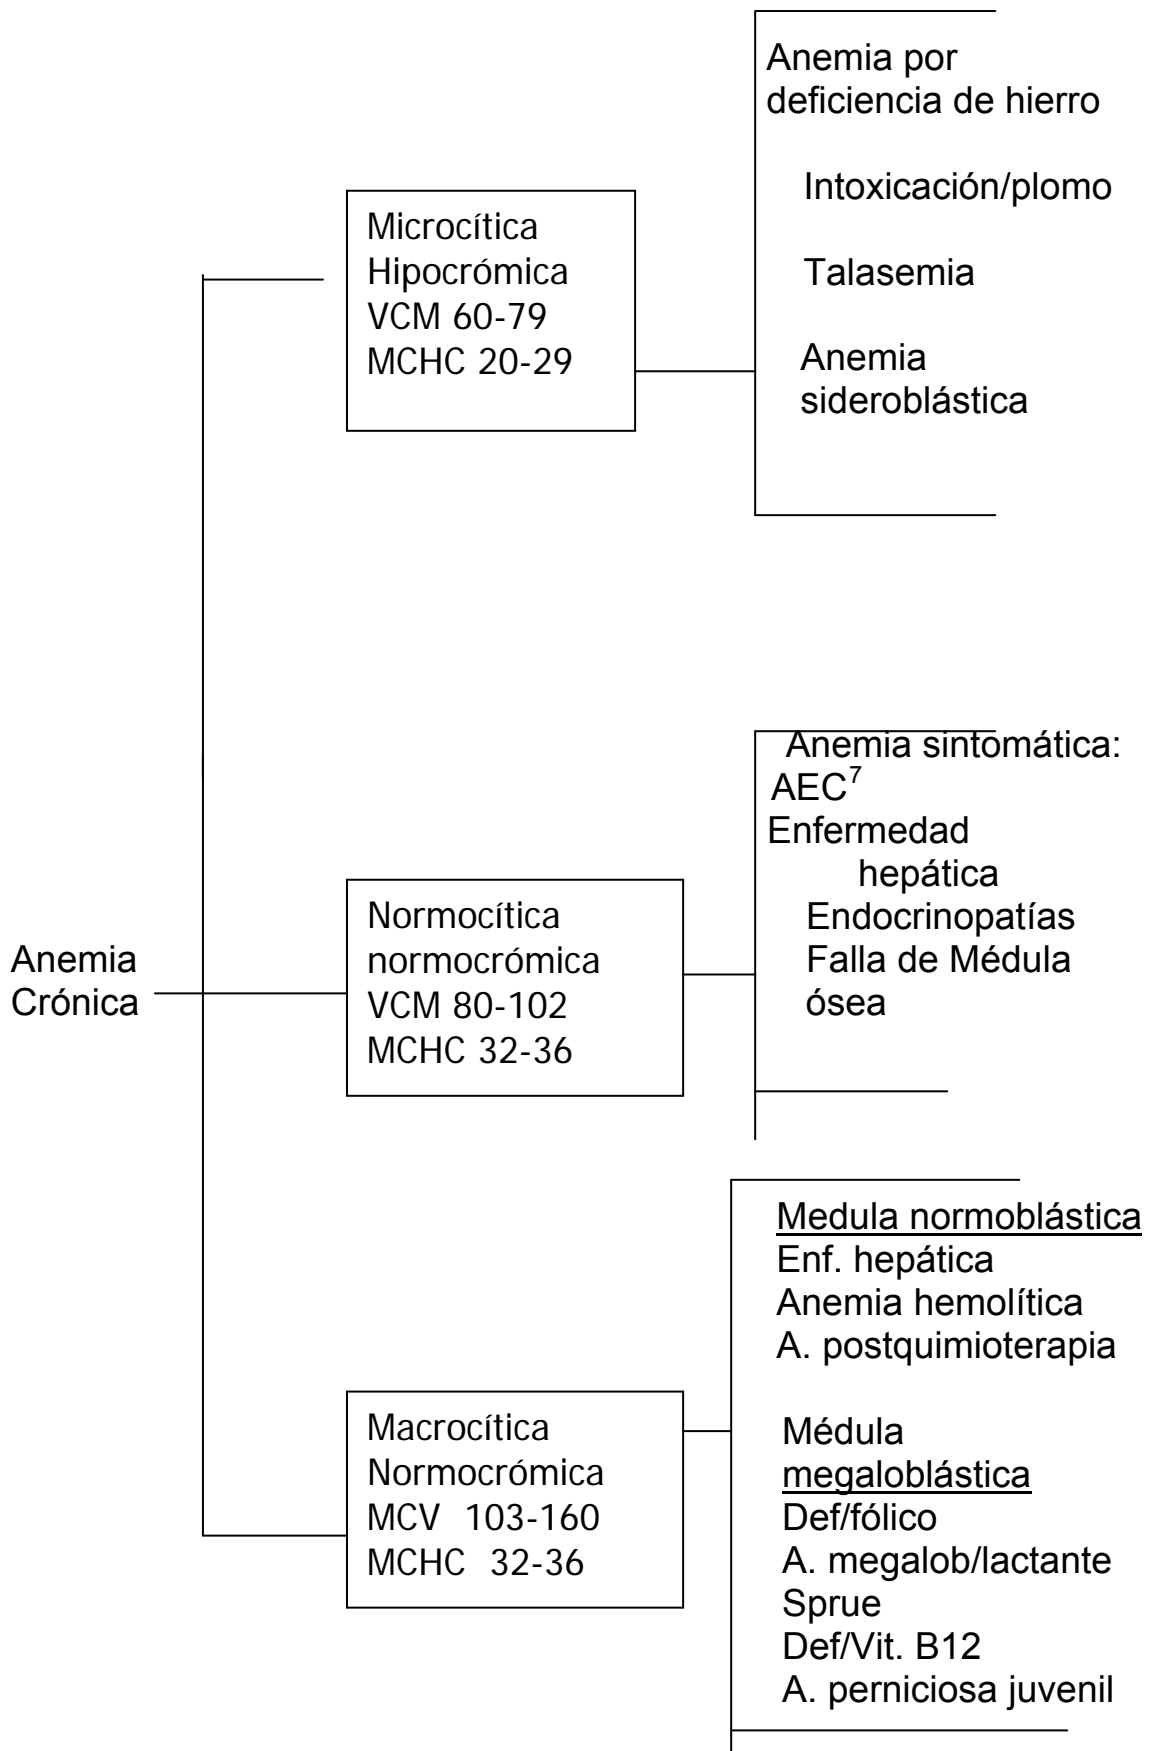 Anemia
Crónica
Microcítica
Hipocrómica
VCM 60-79
MCHC 20-29
Anemia por
deficiencia de hierro
Intoxicación/plomo
Talasemia
Anemia
sideroblástica
Normocítica
normocrómica
VCM 80-102
MCHC 32-36
Anemia sintomática:
AEC⁷
Enfermedad
hepática
Endocrinopatías
Falla de Médula
ósea
Macrocítica
Normocrómica
MCV 103-160
MCHC 32-36
Medula normoblástica
Enf. hepática
Anemia hemolítica
A. postquimioterapia
Médula
megaloblástica
Def/fólico
A. megalob/lactante
Sprue
Def/Vit. B12
A. perniciosa juvenil